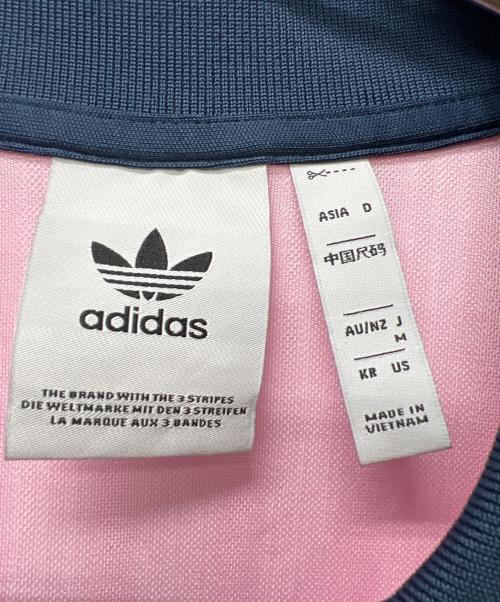 adidas
THE BRAND WITH THE 3 STRIPES
DIE WELTMARKE MIT DEN 3 STREIFEN
LA MARQUE AUX 3 BANDES
ASIA D
中国尺码
AU/NZ J
M
KR US
MADE IN
VIETNAM